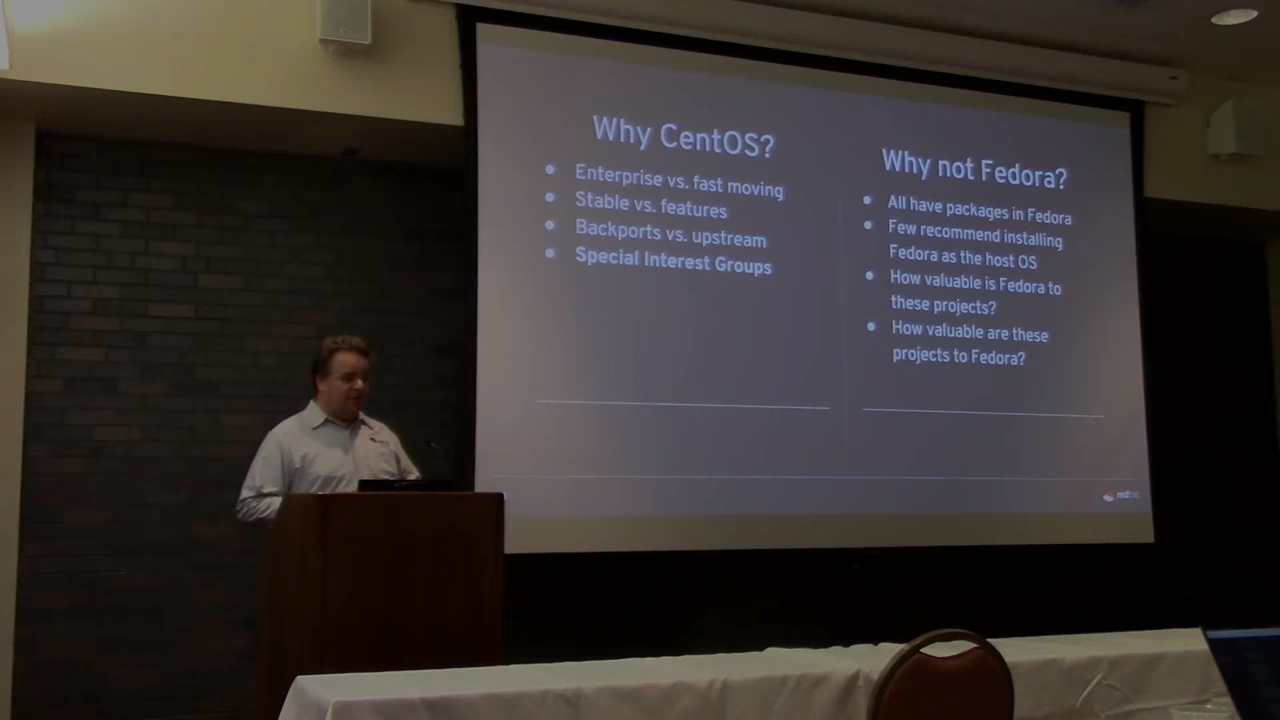 Why CentOS?
Enterprise vs. fast moving
Stable vs. features
Backports vs. upstream
Special Interest Groups
Why not Fedora?
All have packages in Fedora
Few recommend installing
Fedora as the host OS
How valuable is Fedora to
these projects?
How valuable are these
projects to Fedora?
redhat